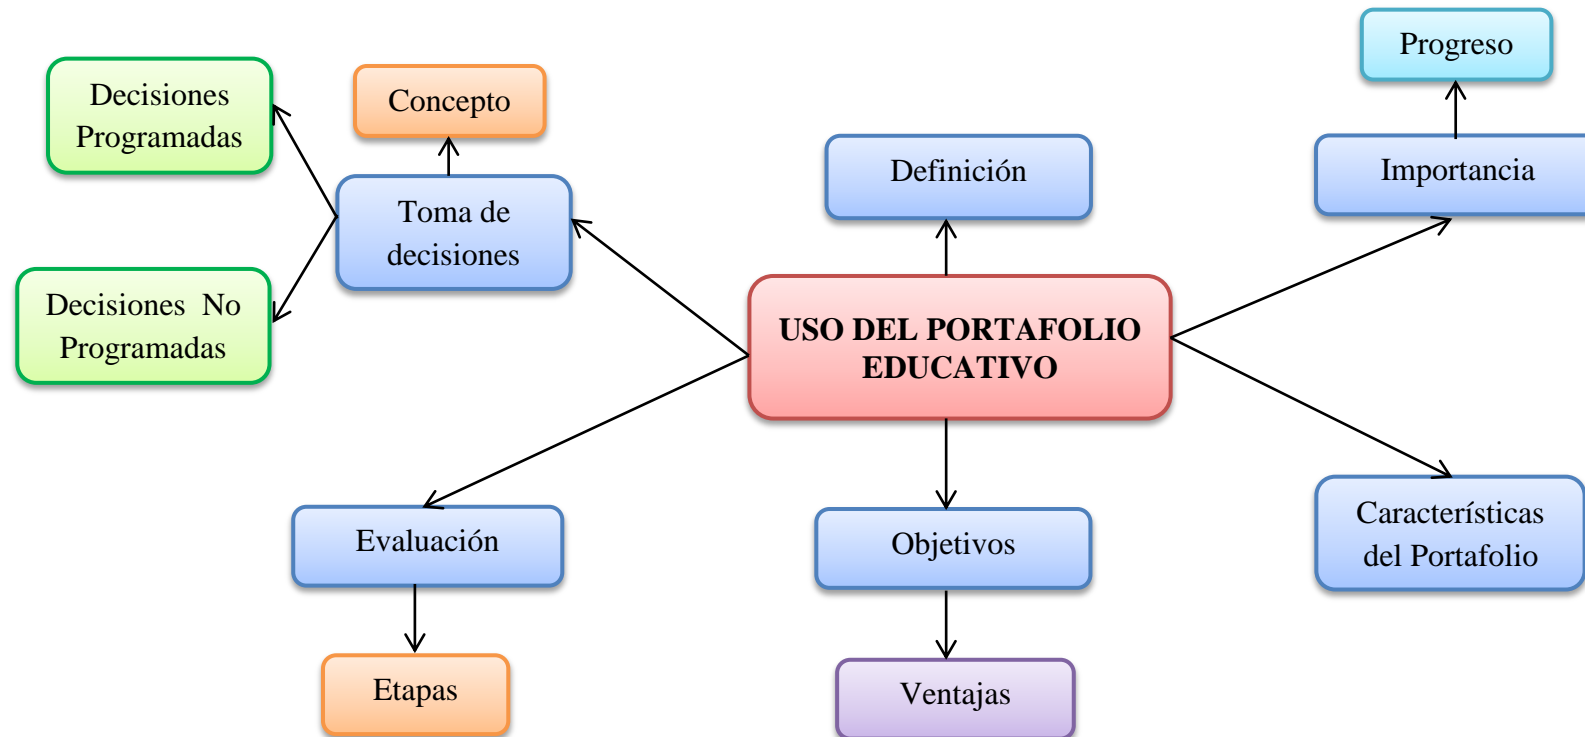 Progreso
Decisiones
Programadas
Concepto
Definición
Importancia
Toma de
decisiones
Decisiones  No
Programadas
USO DEL PORTAFOLIO
EDUCATIVO
Evaluación
Objetivos
Características
del Portafolio
Etapas
Ventajas